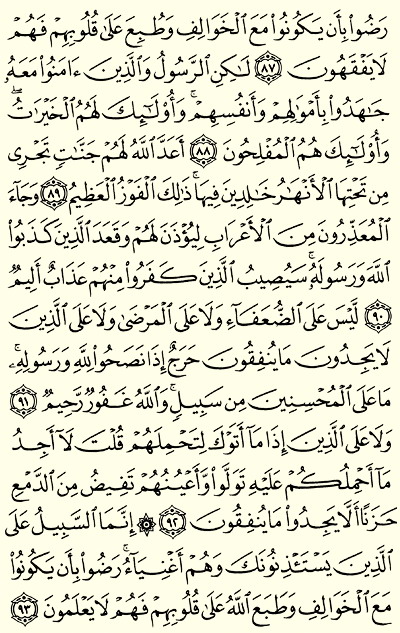 رَضُوا۟ بِأَن يَكُونُوا۟ مَعَ ٱلْخَوَالِفِ وَطُبِعَ عَلَىٰ قُلُوبِهِمْ فَهُمْ
لَا يَفْقَهُونَ ٨٧ لَـٰكِنِ ٱلرَّسُولُ وَٱلَّذِينَ ءَامَنُوا۟ مَعَهُۥ
جَـٰهَدُوا۟ بِأَمْوَٰلِهِمْ وَأَنفُسِهِمْ ۚ وَأُو۟لَـٰٓئِكَ لَهُمُ ٱلْخَيْرَٰتُ ۖ
وَأُو۟لَـٰٓئِكَ هُمُ ٱلْمُفْلِحُونَ ٨٨ أَعَدَّ ٱللَّهُ لَهُمْ جَنَّـٰتٍ تَجْرِى
مِن تَحْتِهَا ٱلْأَنْهَـٰرُ خَـٰلِدِينَ فِيهَا ۚ ذَٰلِكَ ٱلْفَوْزُ ٱلْعَظِيمُ ٨٩ وَجَآءَ
ٱلْمُعَذِّرُونَ مِنَ ٱلْأَعْرَابِ لِيُؤْذَنَ لَهُمْ وَقَعَدَ ٱلَّذِينَ كَذَبُوا۟
ٱللَّهَ وَرَسُولَهُۥ ۚ سَيُصِيبُ ٱلَّذِينَ كَفَرُوا۟ مِنْهُمْ عَذَابٌ أَلِيمٌ
٩٠ لَّيْسَ عَلَى ٱلضُّعَفَآءِ وَلَا عَلَى ٱلْمَرْضَىٰ وَلَا عَلَى ٱلَّذِينَ
لَا يَجِدُونَ مَا يُنفِقُونَ حَرَجٌ إِذَا نَصَحُوا۟ لِلَّهِ وَرَسُولِهِۦ ۚ
مَا عَلَى ٱلْمُحْسِنِينَ مِن سَبِيلٍ ۚ وَٱللَّهُ غَفُورٌ رَّحِيمٌ ٩١
وَلَا عَلَى ٱلَّذِينَ إِذَا مَآ أَتَوْكَ لِتَحْمِلَهُمْ قُلْتَ لَآ أَجِدُ
مَآ أَحْمِلُكُمْ عَلَيْهِ تَوَلَّوا۟ وَّأَعْيُنُهُمْ تَفِيضُ مِنَ ٱلدَّمْعِ
حَزَنًا أَلَّا يَجِدُوا۟ مَا يُنفِقُونَ ٩٢ ۞ إِنَّمَا ٱلسَّبِيلُ عَلَى
ٱلَّذِينَ يَسْتَـْٔذِنُونَكَ وَهُمْ أَغْنِيَآءُ ۚ رَضُوا۟ بِأَن يَكُونُوا۟
مَعَ ٱلْخَوَالِفِ وَطَبَعَ ٱللَّهُ عَلَىٰ قُلُوبِهِمْ فَهُمْ لَا يَعْلَمُونَ ٩٣